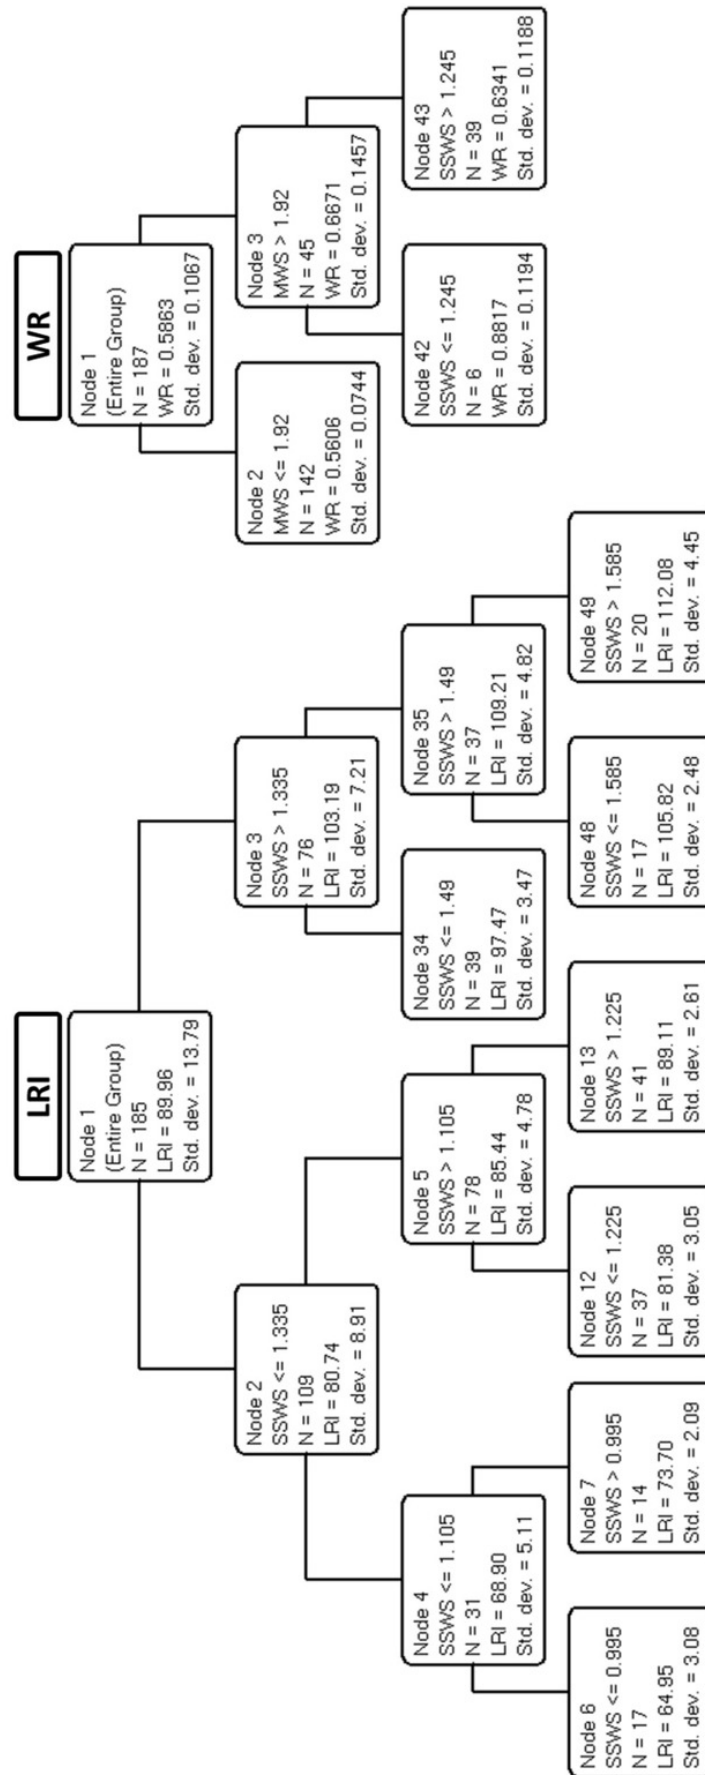 LRI
Node 1
(Entire Group)
N = 185
LRI = 89.96
Std. dev. = 13.79
Node 2
SSWS <= 1.335
N = 109
LRI = 80.74
Std. dev. = 8.91
Node 3
SSWS > 1.335
N = 76
LRI = 103.19
Std. dev. = 7.21
Node 4
SSWS <= 1.105
N = 31
LRI = 68.90
Std. dev. = 5.11
Node 5
SSWS > 1.105
N = 78
LRI = 85.44
Std. dev. = 4.78
Node 34
SSWS <= 1.49
N = 39
LRI = 97.47
Std. dev. = 3.47
Node 35
SSWS > 1.49
N = 37
LRI = 109.21
Std. dev. = 4.82
Node 6
SSWS <= 0.995
N = 17
LRI = 64.95
Std. dev. = 3.08
Node 7
SSWS > 0.995
N = 14
LRI = 73.70
Std. dev. = 2.09
Node 12
SSWS <= 1.225
N = 37
LRI = 81.38
Std. dev. = 3.05
Node 13
SSWS > 1.225
N = 41
LRI = 89.11
Std. dev. = 2.61
Node 48
SSWS <= 1.585
N = 17
LRI = 105.82
Std. dev. = 2.48
Node 49
SSWS > 1.585
N = 20
LRI = 112.08
Std. dev. = 4.45
WR
Node 1
(Entire Group)
N = 187
WR = 0.5863
Std. dev. = 0.1067
Node 2
MWS <= 1.92
N = 142
WR = 0.5606
Std. dev. = 0.0744
Node 3
MWS > 1.92
N = 45
WR = 0.6671
Std. dev. = 0.1457
Node 42
SSWS <= 1.245
N = 6
WR = 0.8817
Std. dev. = 0.1194
Node 43
SSWS > 1.245
N = 39
WR = 0.6341
Std. dev. = 0.1188